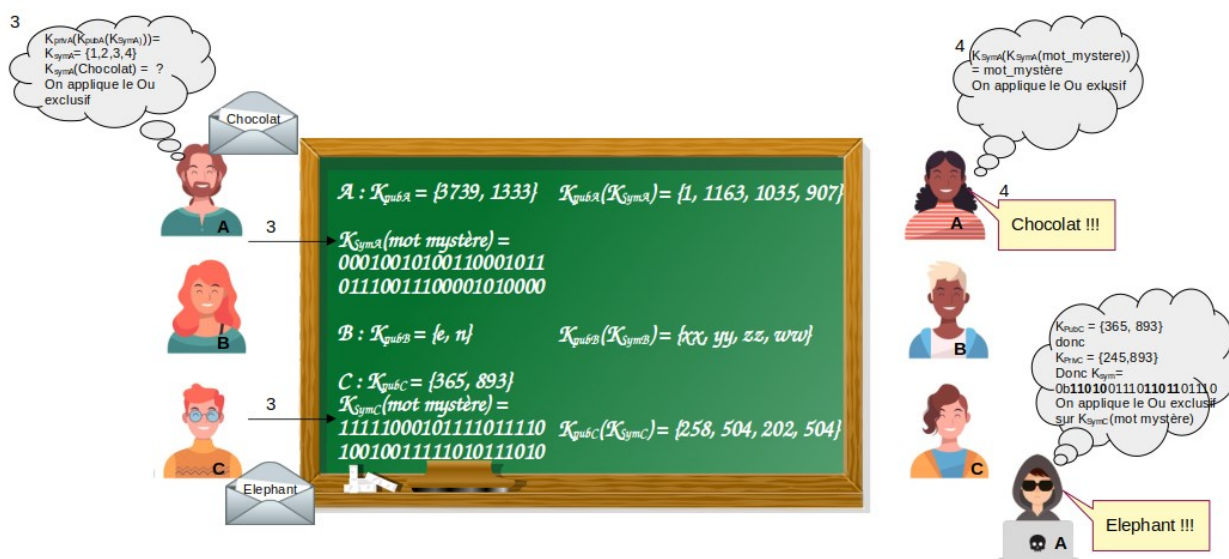 3
KprivA(KpubA(KSymA))=
KsymA= {1,2,3,4}
KsymA(Chocolat) = ?
On applique le Ou
exclusif
Chocolat
A
3
B
C
3
Elephant
A : KpubA = {3739, 1333}
KpubA(KSymA) = {1, 1163, 1035, 907}
KSymA(mot mystère) =
00010010100110001011
01110011100001010000
B : KpubB = {e, n}
KpubB(KSymB) = {xx, yy, zz, ww}
C : KpubC = {365, 893}
KSymC(mot mystère) =
11111000101111011110
10010011111010111010
KpubC(KSymC) = {258, 504, 202, 504}
4
KSymA(KSymA(mot_mystere))
= mot_mystère
On applique le Ou exlusif
4
A
Chocolat !!!
B
C
KPubC = {365, 893}
donc
KPrivC = {245,893}
Donc Ksym=
0b11010011101101101110
On applique le Ou exclusif
sur KSymC(mot mystère)
A
Elephant !!!